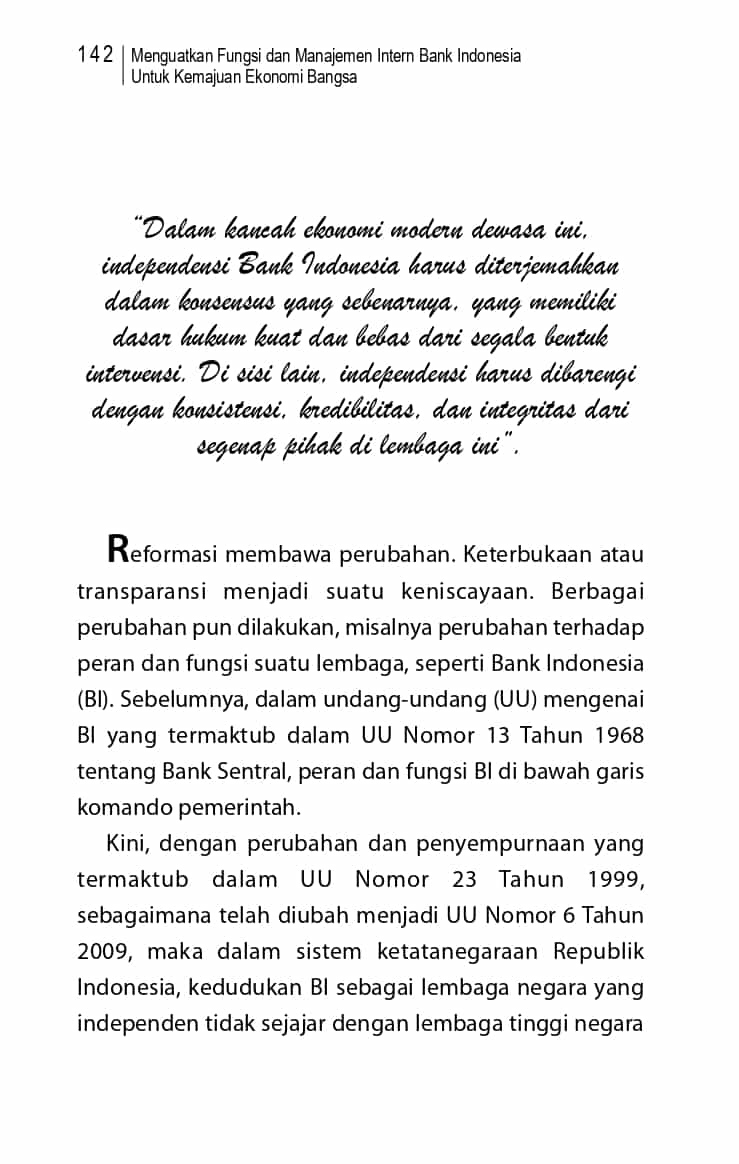 142 Menguatkan Fungsi dan Manajemen Intern Bank Indonesia
Untuk Kemajuan Ekonomi Bangsa
“Dalam kancah ekonomi modern dewasa ini,
independensi Bank Indonesia harus diterjemahkan
dalam konsensus yang sebenarnya, yang memiliki
dasar hukum kuat dan bebas dari segala bentuk
intervensi. Di sisi lain, independensi harus dibarengi
dengan konsistensi, kredibilitas, dan integritas dari
segenap pihak di lembaga ini”.
Reformasi membawa perubahan. Keterbukaan atau
transparansi menjadi suatu keniscayaan. Berbagai
perubahan pun dilakukan, misalnya perubahan terhadap
peran dan fungsi suatu lembaga, seperti Bank Indonesia
(BI). Sebelumnya, dalam undang-undang (UU) mengenai
BI yang termaktub dalam UU Nomor 13 Tahun 1968
tentang Bank Sentral, peran dan fungsi BI di bawah garis
komando pemerintah.
Kini, dengan perubahan dan penyempurnaan yang
termaktub dalam UU Nomor 23 Tahun 1999,
sebagaimana telah diubah menjadi UU Nomor 6 Tahun
2009, maka dalam sistem ketatanegaraan Republik
Indonesia, kedudukan BI sebagai lembaga negara yang
independen tidak sejajar dengan lembaga tinggi negara